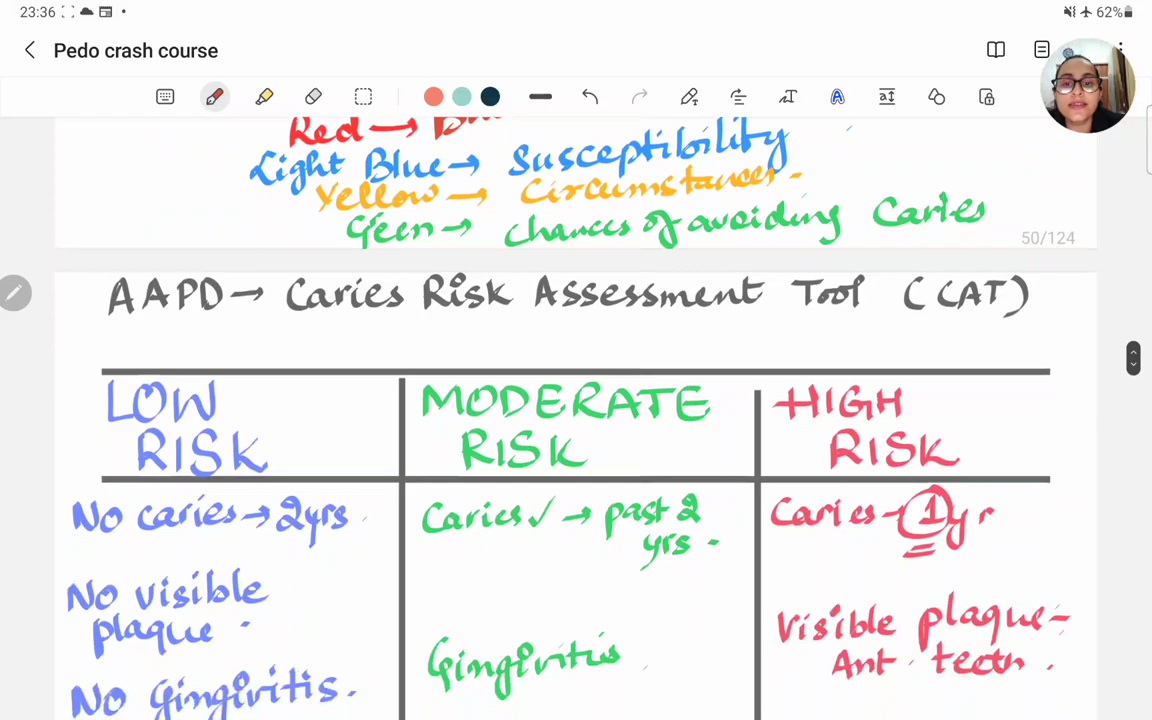 23:36
62%
Pedo crash course
Red →
Light Blue → Susceptibility
Yellow → Circumstances.
Green → chances of avoiding Caries
50/124
AAPD → Caries Risk Assessment Tool (CAT)
LOW RISK
MODERATE RISK
HIGH RISK
No caries → 2yrs
Caries ✓ → past 2 yrs.
Caries - 1 yr
No visible plaque.
Gingivitis
Visible plaque - Ant. teeth.
No Gingivitis.